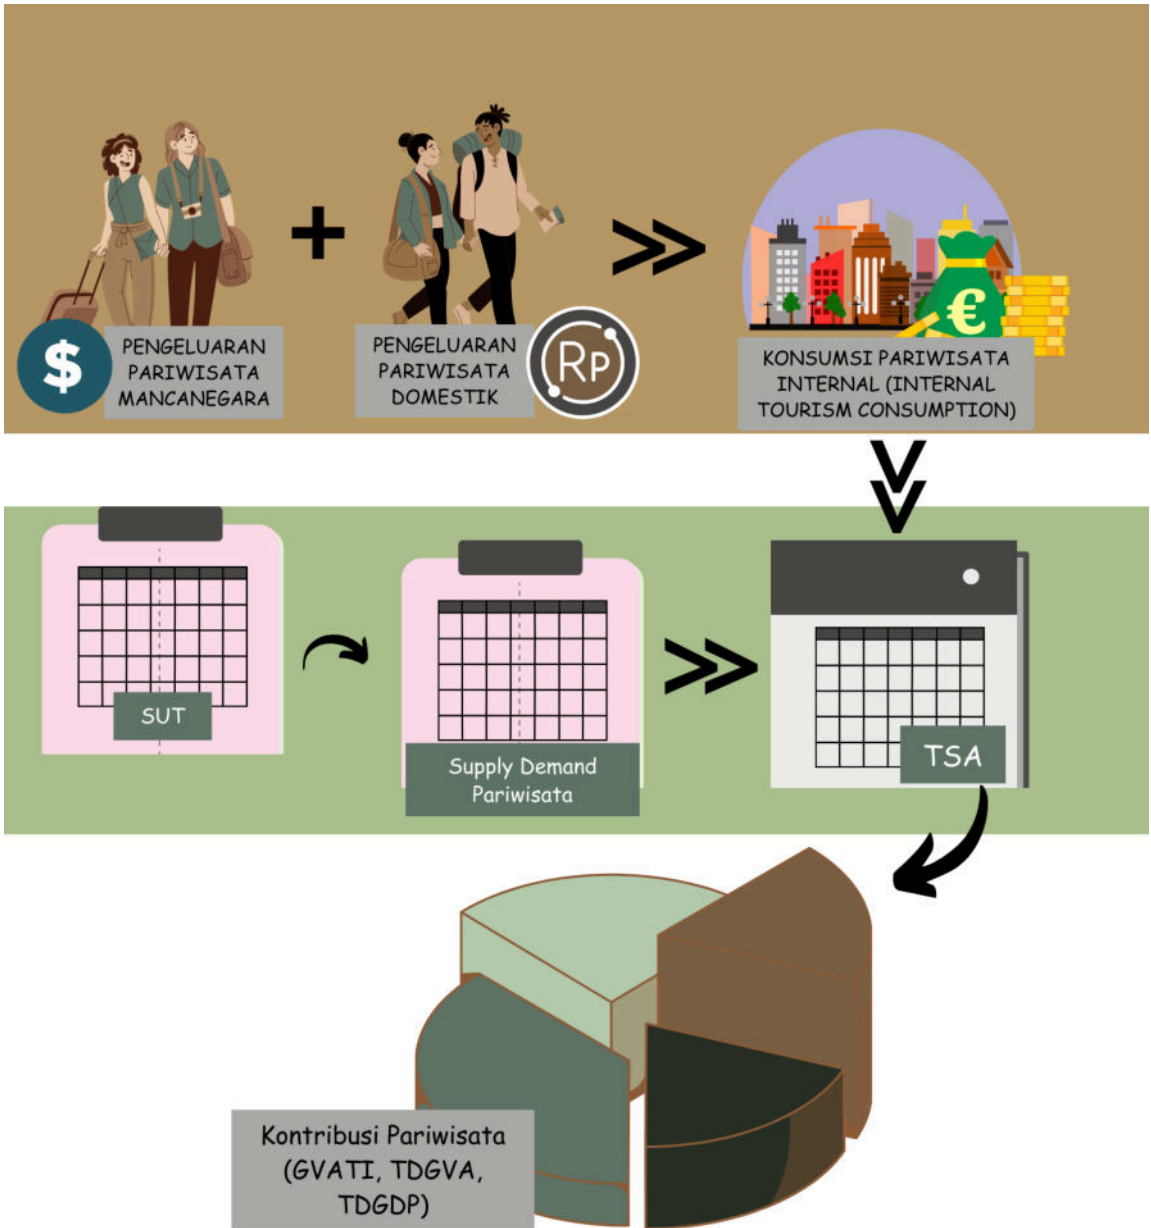 $
PENGELUARAN
PARIWISATA
MANCANEGARA
+
PENGELUARAN
PARIWISATA
DOMESTIK
Rp
€
KONSUMSI PARIWISATA
INTERNAL (INTERNAL
TOURISM CONSUMPTION)
SUT
Supply Demand
Pariwisata
TSA
Kontribusi Pariwisata
(GVATI, TDGVA,
TDGDP)